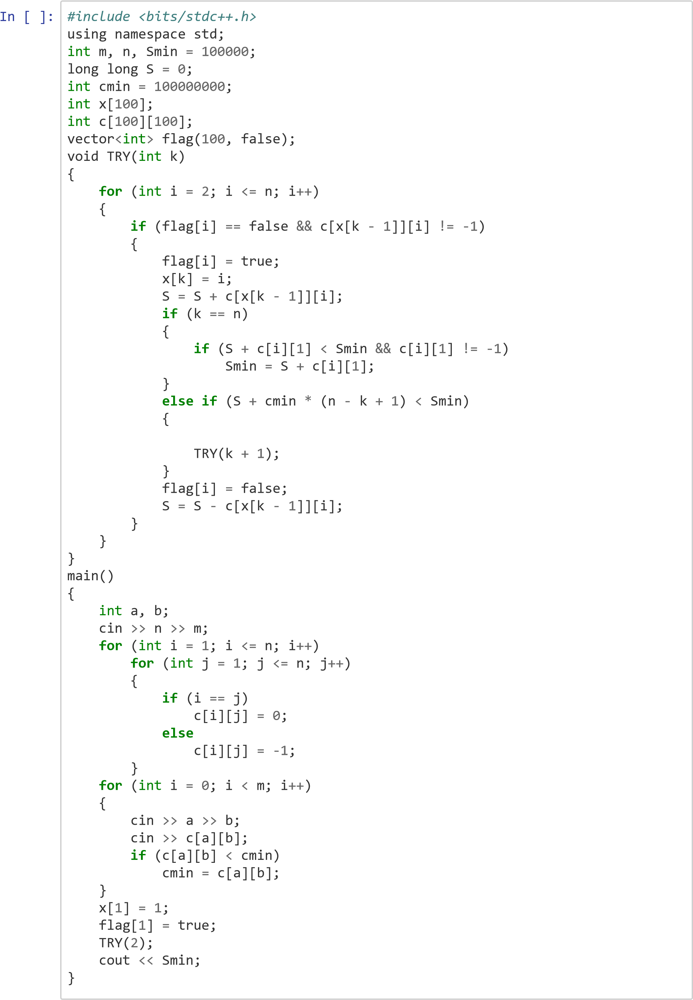 In [ ]: #include <bits/stdc++.h>
using namespace std;
int m, n, Smin = 100000;
long long S = 0;
int cmin = 100000000;
int x[100];
int c[100][100];
vector<int> flag(100, false);
void TRY(int k)
{
    for (int i = 2; i <= n; i++)
    {
        if (flag[i] == false && c[x[k - 1]][i] != -1)
        {
            flag[i] = true;
            x[k] = i;
            S = S + c[x[k - 1]][i];
            if (k == n)
            {
                if (S + c[i][1] < Smin && c[i][1] != -1)
                    Smin = S + c[i][1];
            }
            else if (S + cmin * (n - k + 1) < Smin)
            {

                TRY(k + 1);
            }
            flag[i] = false;
            S = S - c[x[k - 1]][i];
        }
    }
}
main()
{
    int a, b;
    cin >> n >> m;
    for (int i = 1; i <= n; i++)
        for (int j = 1; j <= n; j++)
        {
            if (i == j)
                c[i][j] = 0;
            else
                c[i][j] = -1;
        }
    for (int i = 0; i < m; i++)
    {
        cin >> a >> b;
        cin >> c[a][b];
        if (c[a][b] < cmin)
            cmin = c[a][b];
    }
    x[1] = 1;
    flag[1] = true;
    TRY(2);
    cout << Smin;
}